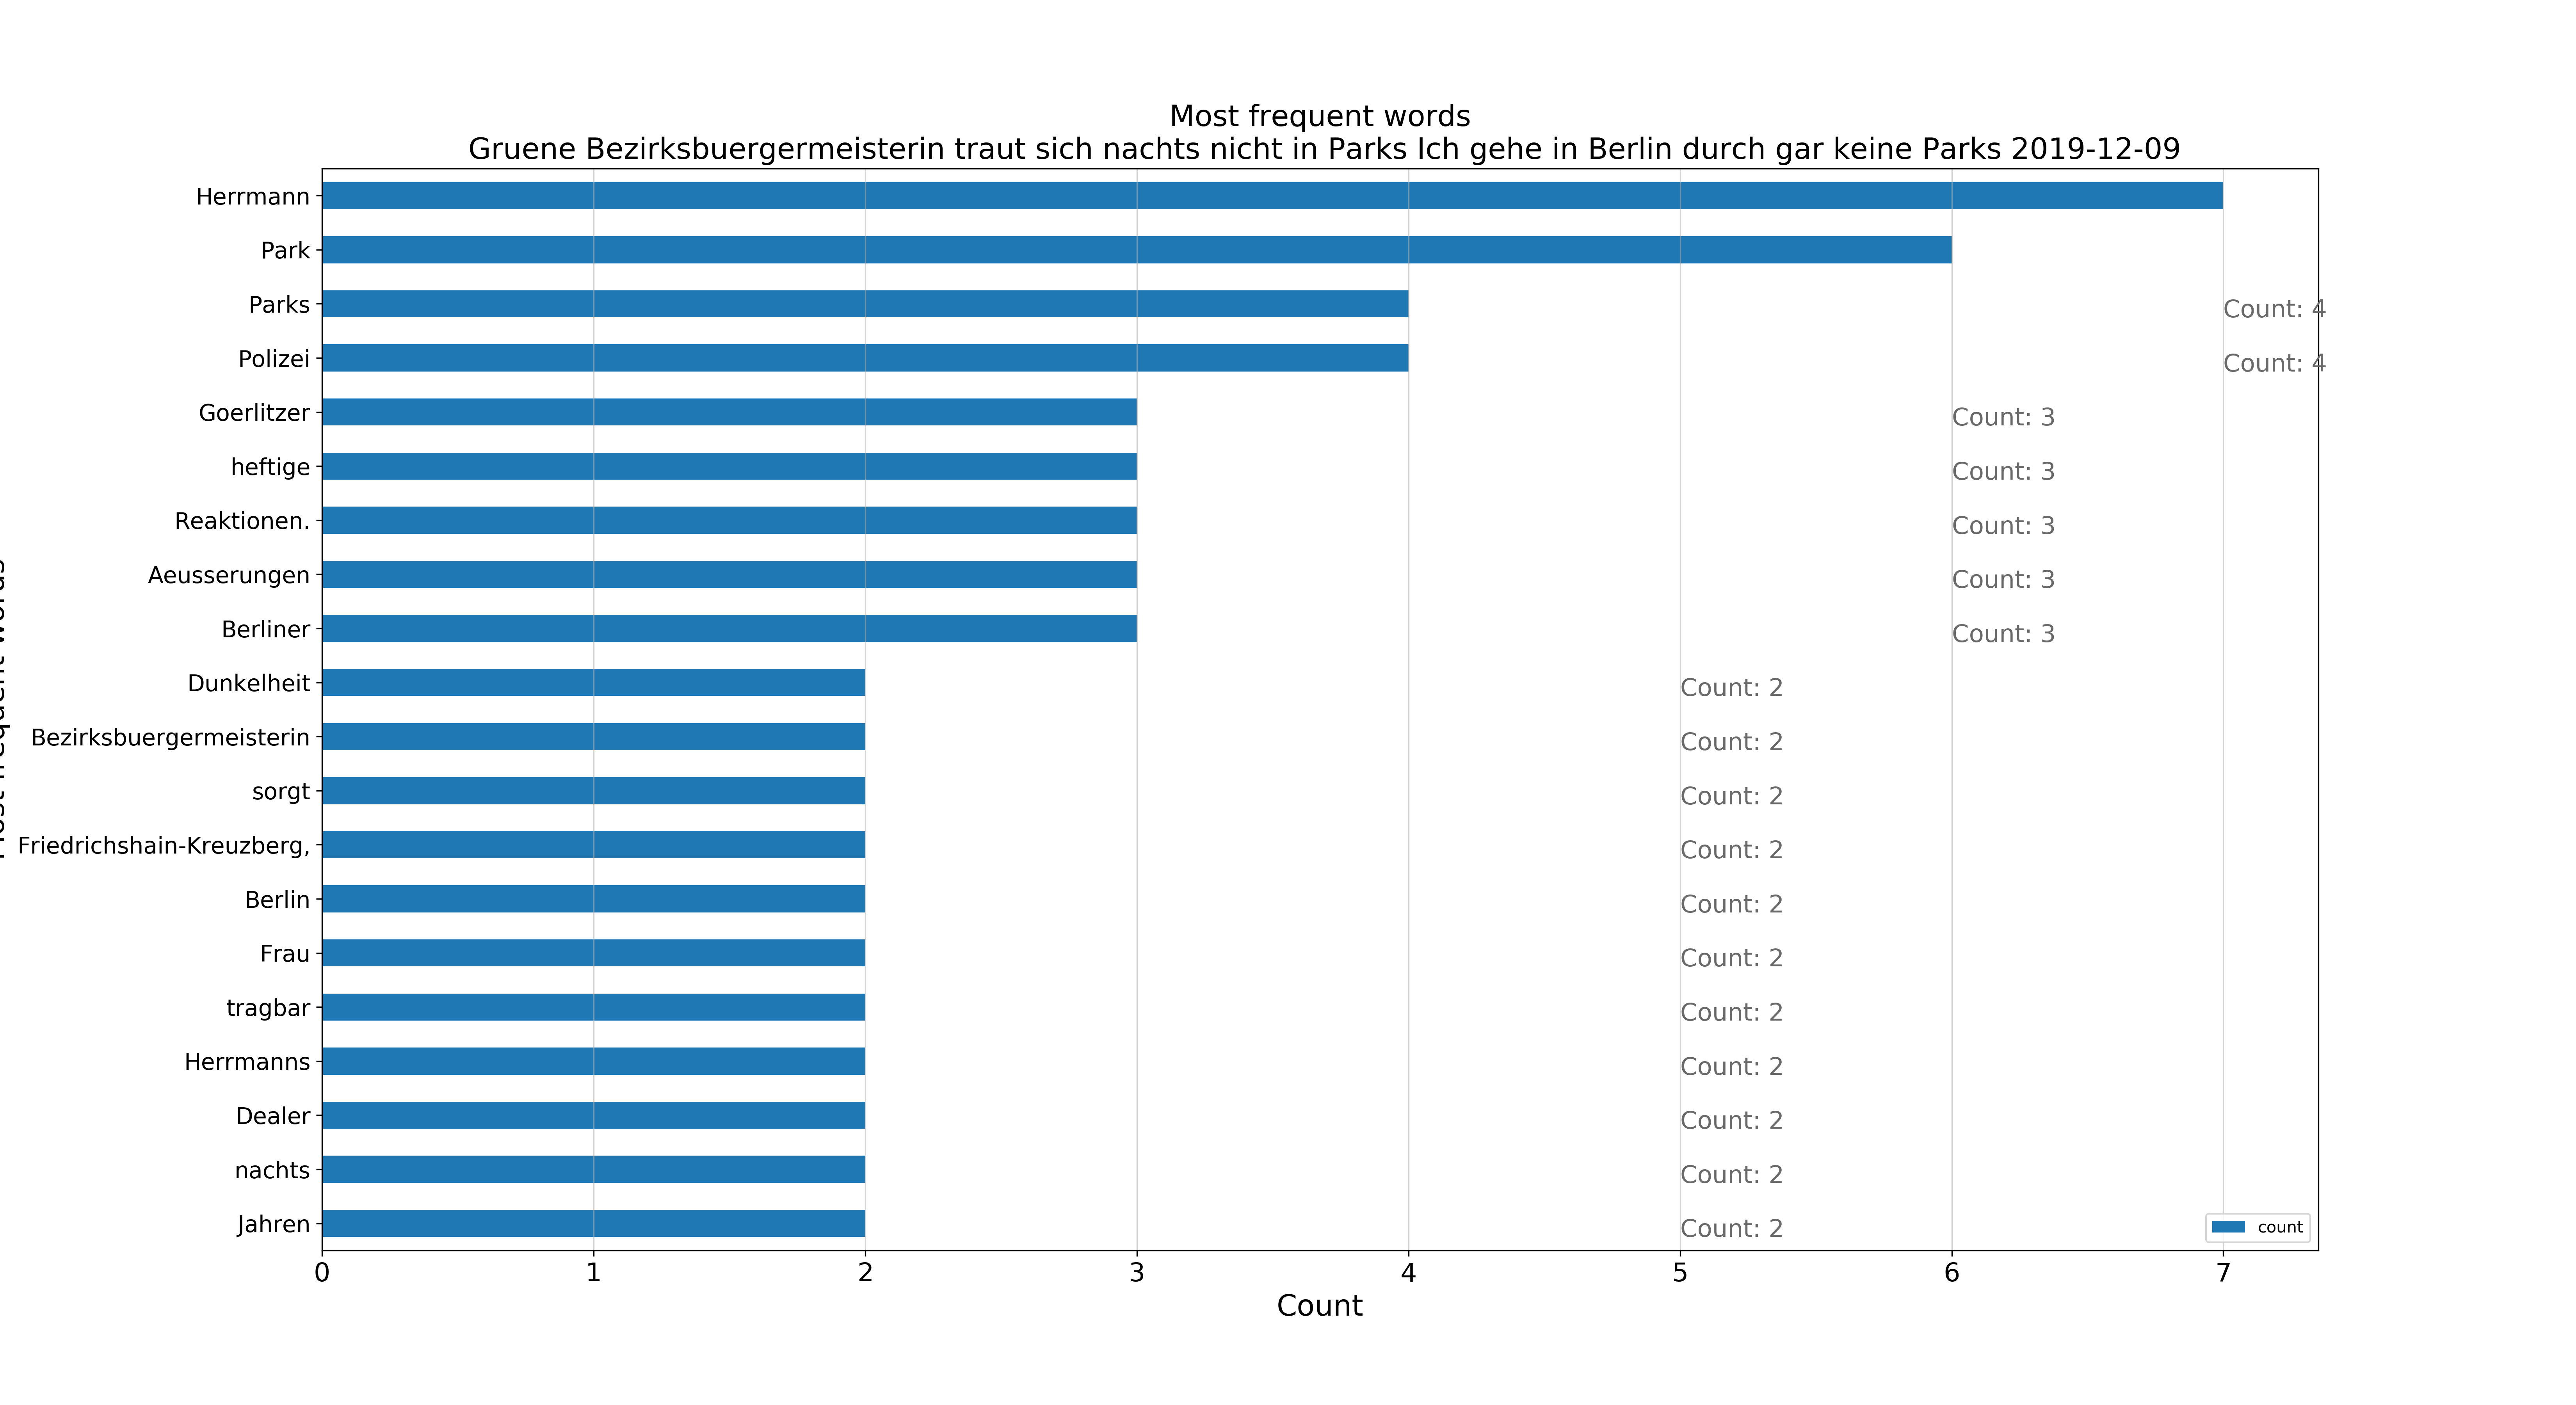 Most frequent words
Gruene Bezirksbuergermeisterin traut sich nachts nicht in Parks Ich gehe in Berlin durch gar keine Parks 2019-12-09
Herrmann
Park
Parks Count: 4
Polizei Count: 4
Goerlitzer Count: 3
heftige Count: 3
Reaktionen. Count: 3
Aeusserungen Count: 3
Berliner Count: 3
Dunkelheit Count: 2
Bezirksbuergermeisterin Count: 2
sorgt Count: 2
Friedrichshain-Kreuzberg, Count: 2
Berlin Count: 2
Frau Count: 2
tragbar Count: 2
Herrmanns Count: 2
Dealer Count: 2
nachts Count: 2
Jahren Count: 2
count
0 1 2 3 4 5 6 7
Count